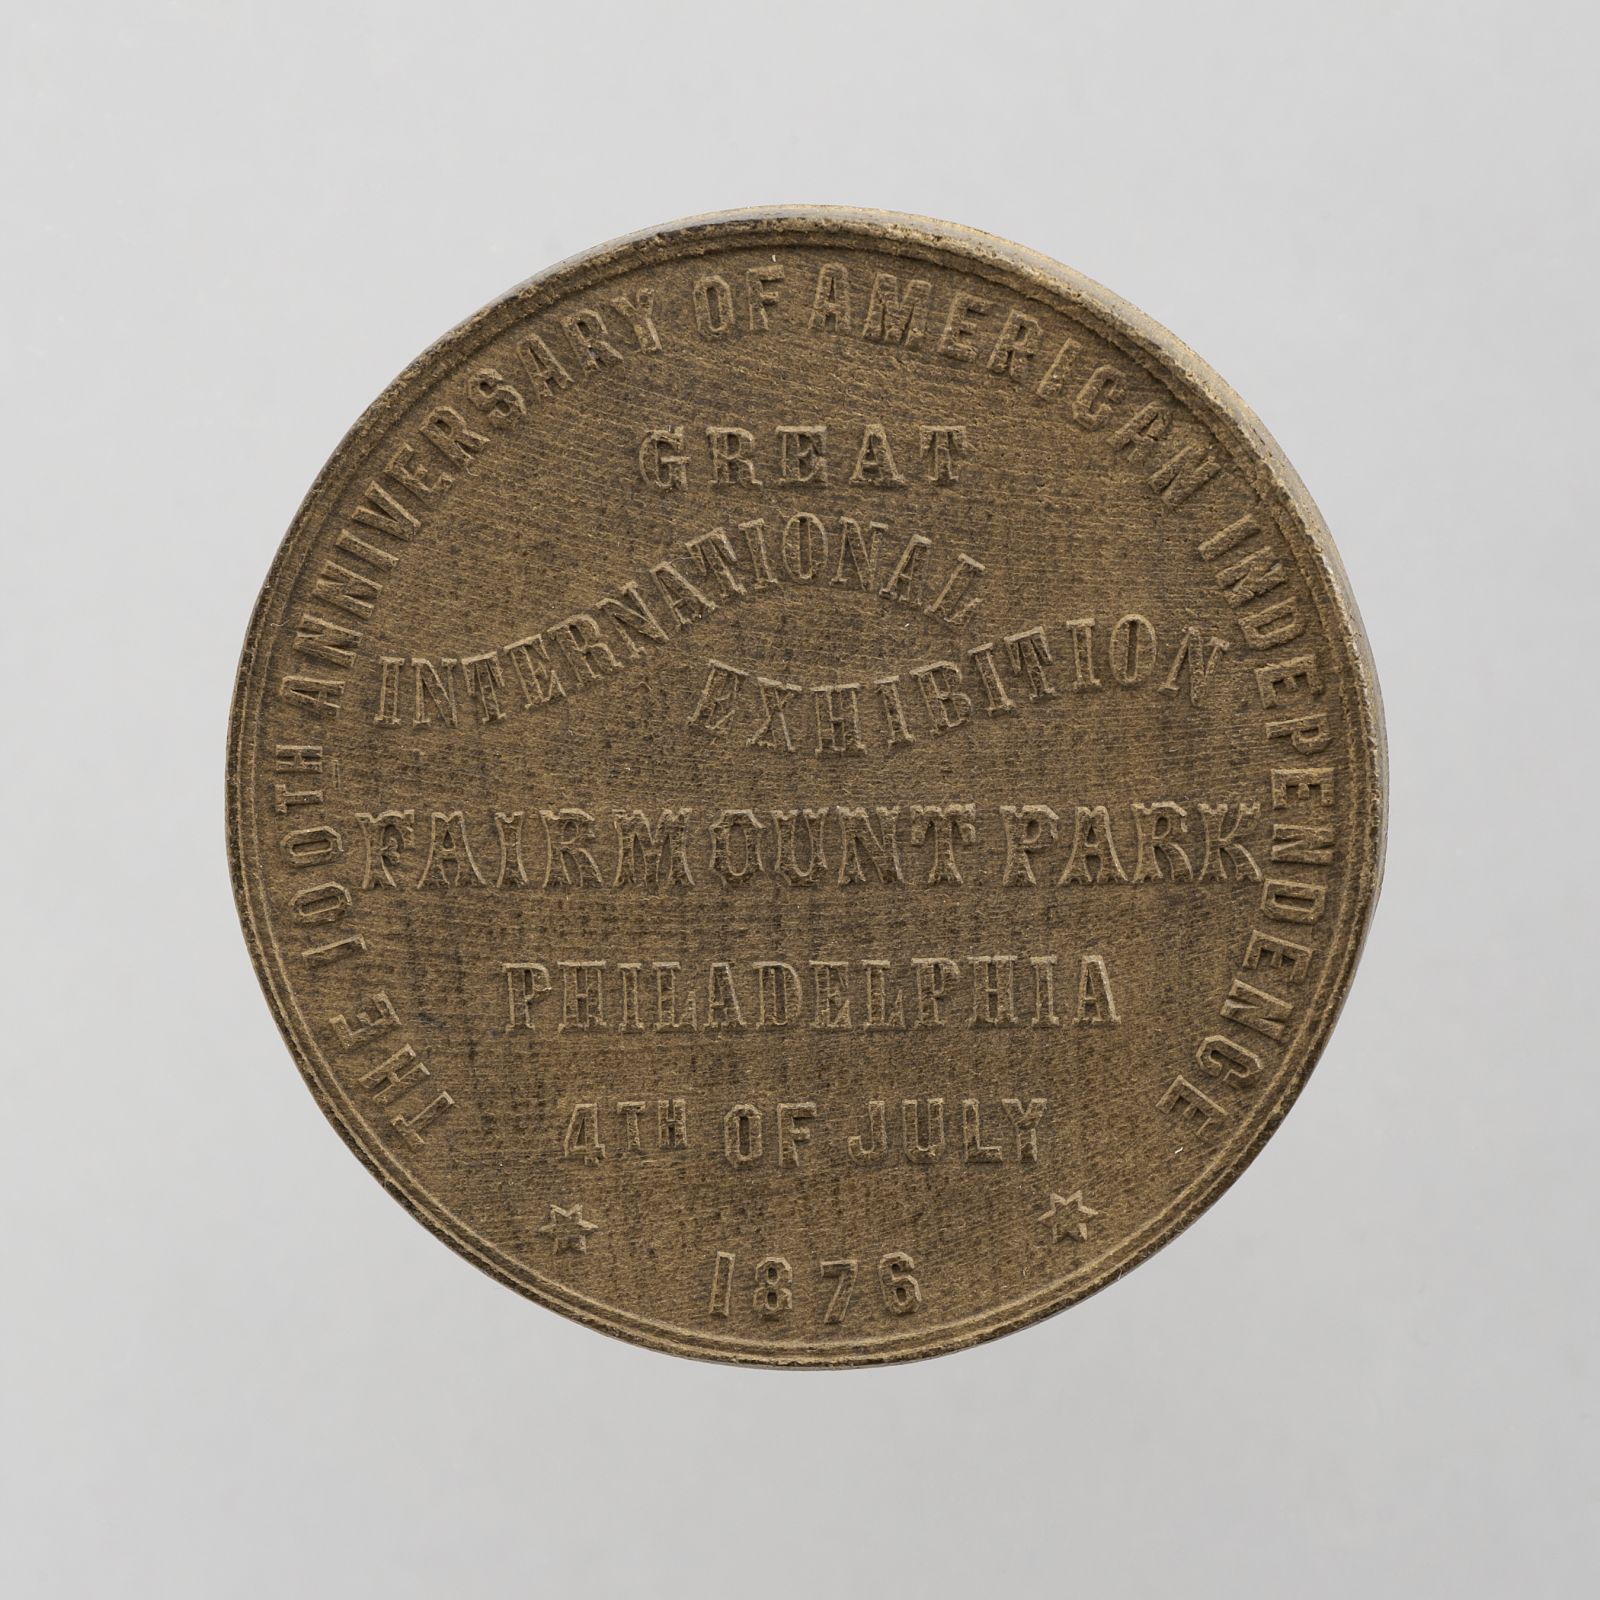 THE 100TH ANNIVERSARY OF AMERICAN INDEPENDENCE
GREAT
INTERNATIONAL
EXHIBITION
FAIRMOUNT PARK
PHILADELPHIA
4TH OF JULY
1876